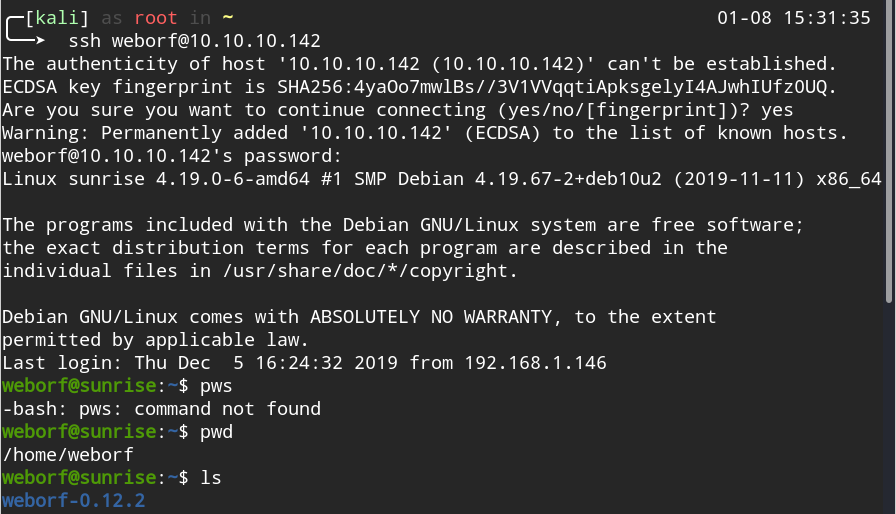 [kali] as root in ~ 01-08 15:31:35
ssh weborf@10.10.10.142
The authenticity of host '10.10.10.142 (10.10.10.142)' can't be established.
ECDSA key fingerprint is SHA256:4yaOo7mwlBs//3V1VVqqtiApksgelyI4AJwhIUfz0UQ.
Are you sure you want to continue connecting (yes/no/[fingerprint])? yes
Warning: Permanently added '10.10.10.142' (ECDSA) to the list of known hosts.
weborf@10.10.10.142's password:
Linux sunrise 4.19.0-6-amd64 #1 SMP Debian 4.19.67-2+deb10u2 (2019-11-11) x86_64
The programs included with the Debian GNU/Linux system are free software;
the exact distribution terms for each program are described in the
individual files in /usr/share/doc/*/copyright.
Debian GNU/Linux comes with ABSOLUTELY NO WARRANTY, to the extent
permitted by applicable law.
Last login: Thu Dec  5 16:24:32 2019 from 192.168.1.146
weborf@sunrise:~$ pws
-bash: pws: command not found
weborf@sunrise:~$ pwd
/home/weborf
weborf@sunrise:~$ ls
weborf-0.12.2